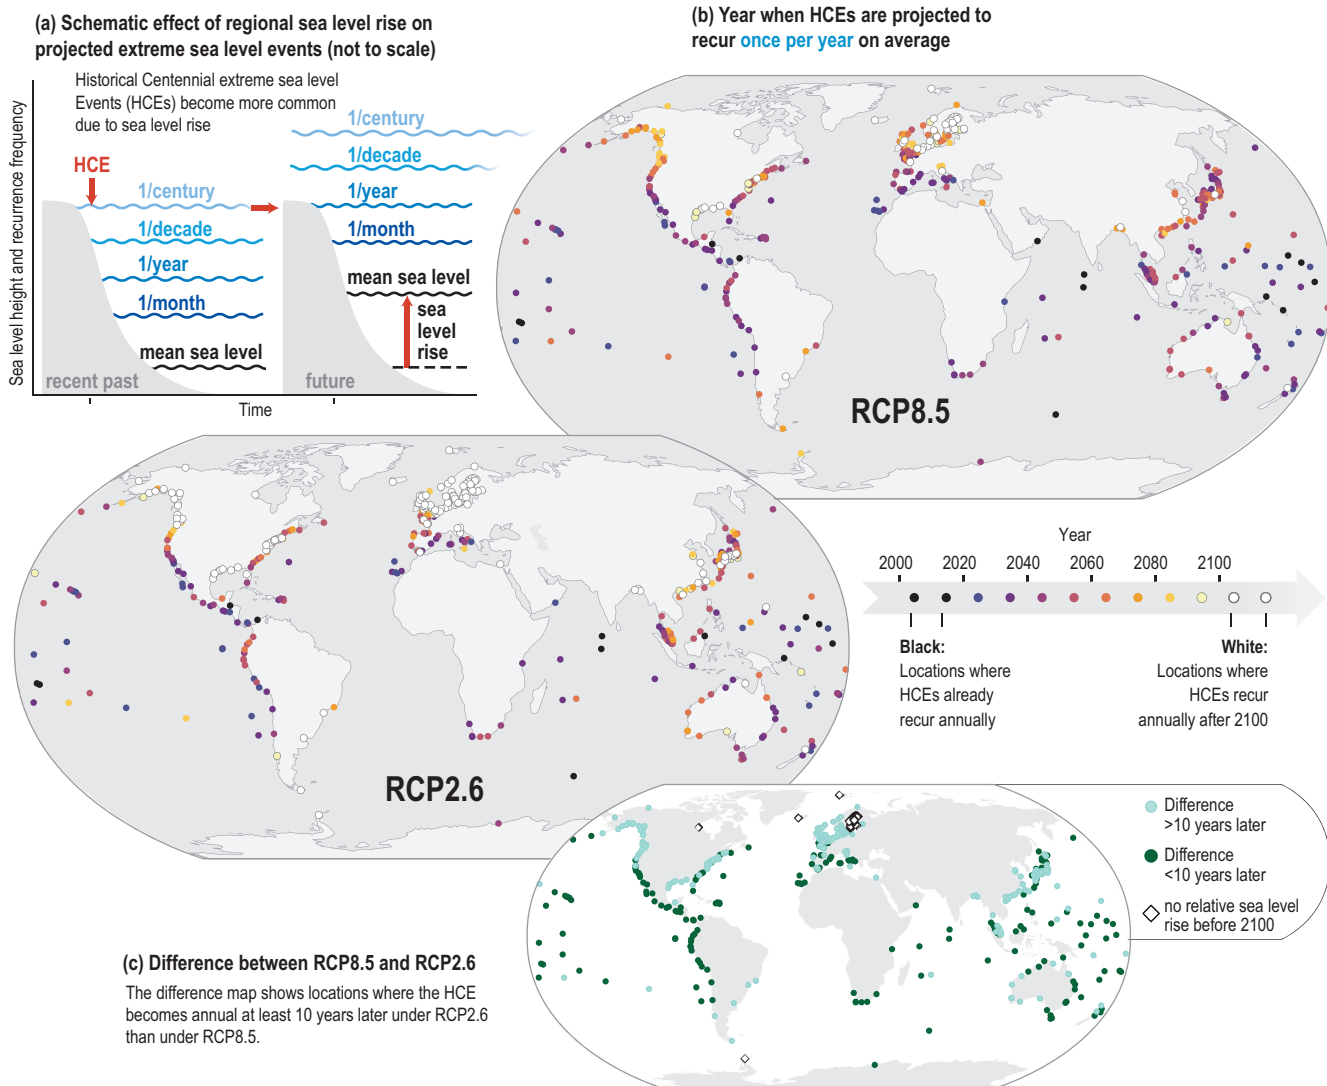 (a) Schematic effect of regional sea level rise on
projected extreme sea level events (not to scale)
Historical Centennial extreme sea level
Events (HCEs) become more common
due to sea level rise
Sea level height and recurrence frequency
HCE
1/century
1/decade
1/year
1/month
mean sea level
recent past
1/century
1/decade
1/year
1/month
mean sea level
sea
level
rise
future
Time
(b) Year when HCEs are projected to
recur once per year on average
RCP8.5
RCP2.6
Year
2000
2020
2040
2060
2080
2100
Black:
Locations where
HCEs already
recur annually
White:
Locations where
HCEs recur
annually after 2100
(c) Difference between RCP8.5 and RCP2.6
The difference map shows locations where the HCE
becomes annual at least 10 years later under RCP2.6
than under RCP8.5.
Difference
>10 years later
Difference
<10 years later
no relative sea level
rise before 2100